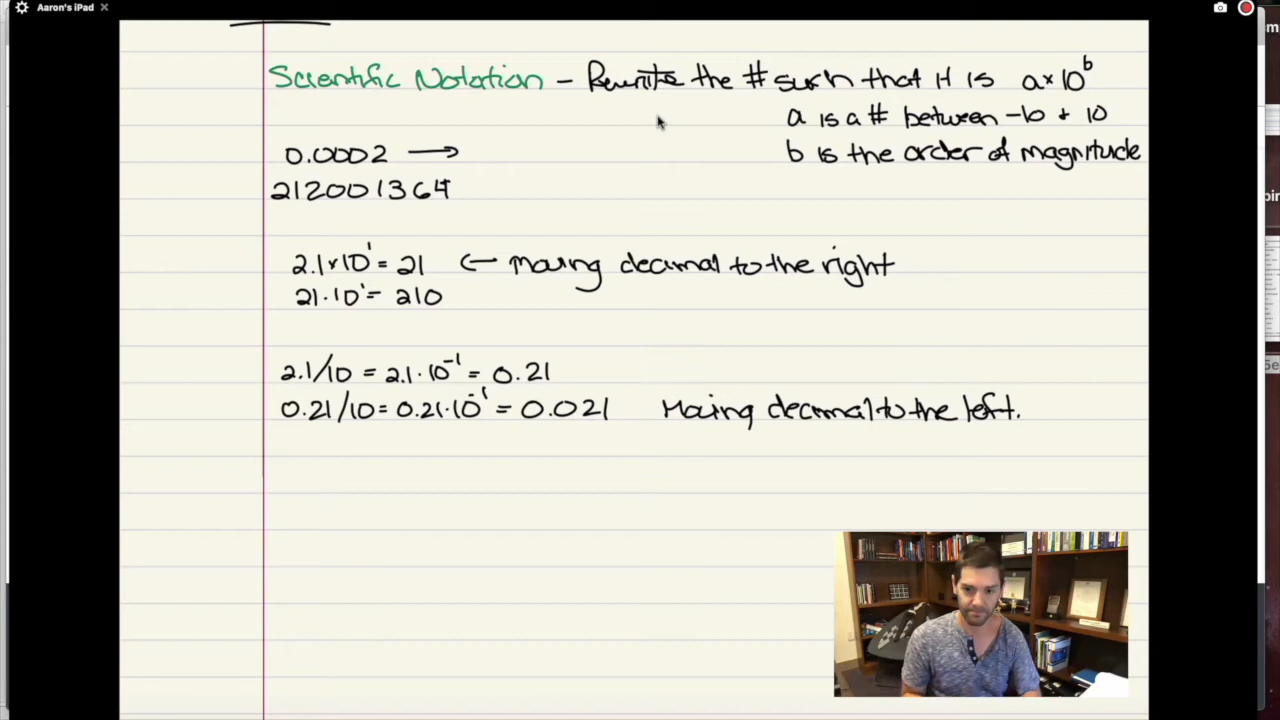 Aaron's iPad
Scientific Notation – Rewrite the # such that it is a×10^b
a is a # between -10 + 10
0.0002 → b is the order of magnitude
212001364
2.1×10^1 = 21 ← Moving decimal to the right
21·10^1 = 210
2.1/10 = 2.1·10^-1 = 0.21
0.21/10 = 0.21·10^-1 = 0.021 Moving decimal to the left.